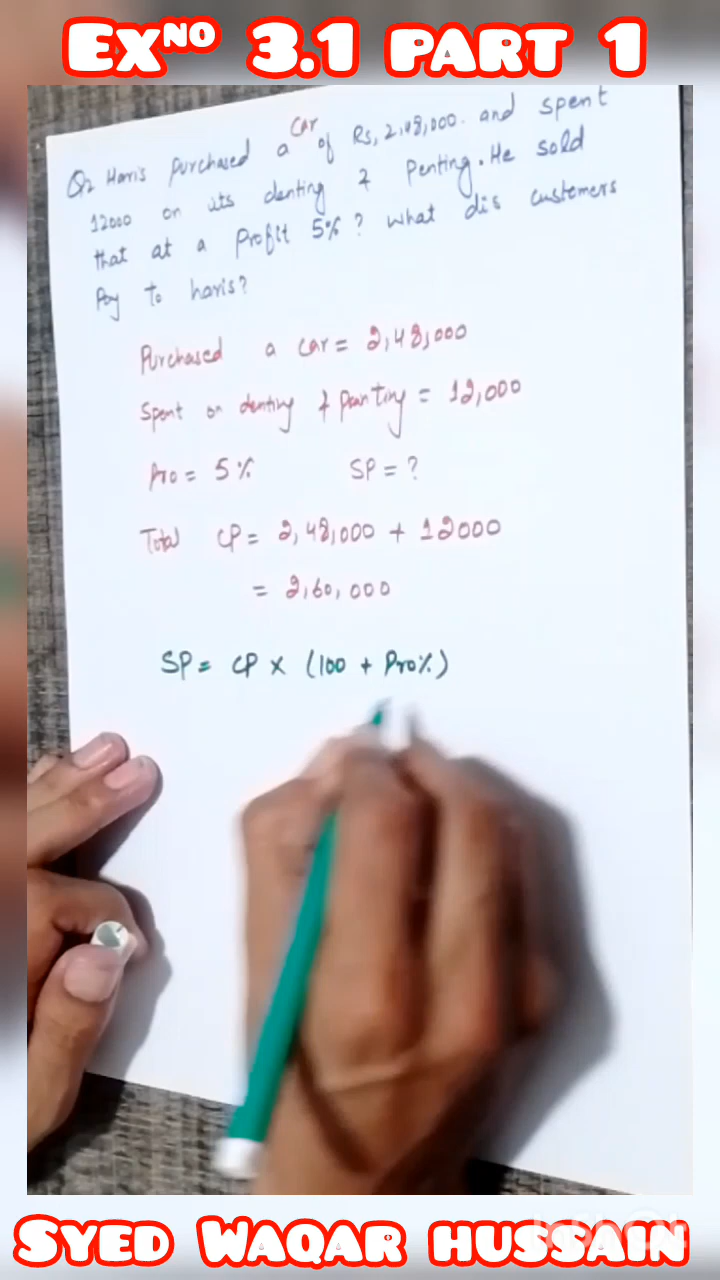 Exno 3.1 PART 1
Q2 Haris purchased a car of Rs, 2,48,000. and spent
12000 on its denting & Penting. He sold
that at a Profit 5%? what dis customers
Pay to haris?
Purchased a car = 2,48,000
Spent on denting & painting = 12,000
Pro = 5% SP = ?
Total CP = 2,48,000 + 12000
= 2,60,000
SP = CP x (100 + Pro%)
SYED WAQAR HUSSAIN